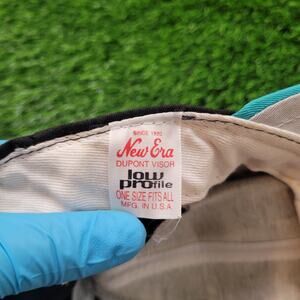 SINCE 1920
New Era
DUPONT VISOR
low
profile
ONE SIZE FITS ALL
MFG. IN U.S.A.